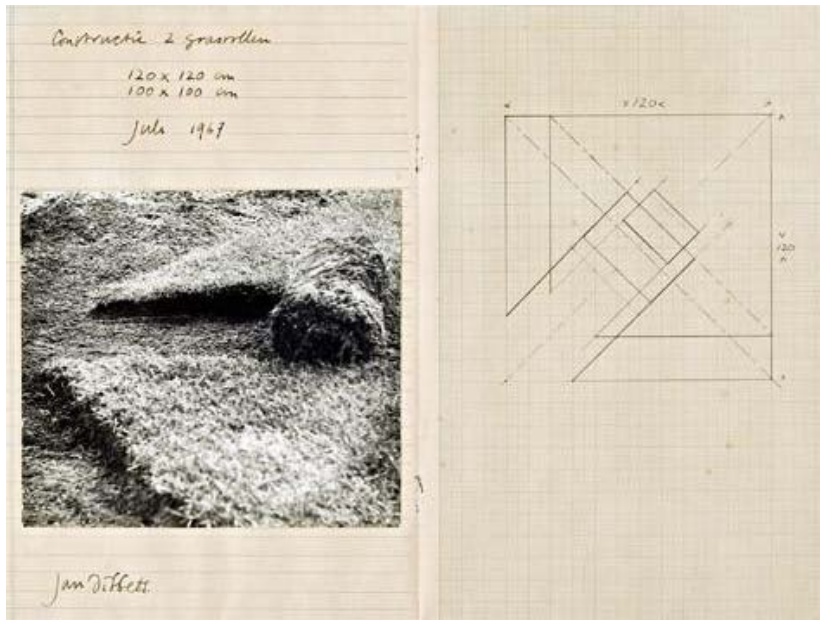 Constructie 2 grasrollen
120 x 120 cm
100 x 100 cm
Juli 1967
Jan Dibbets
120
120